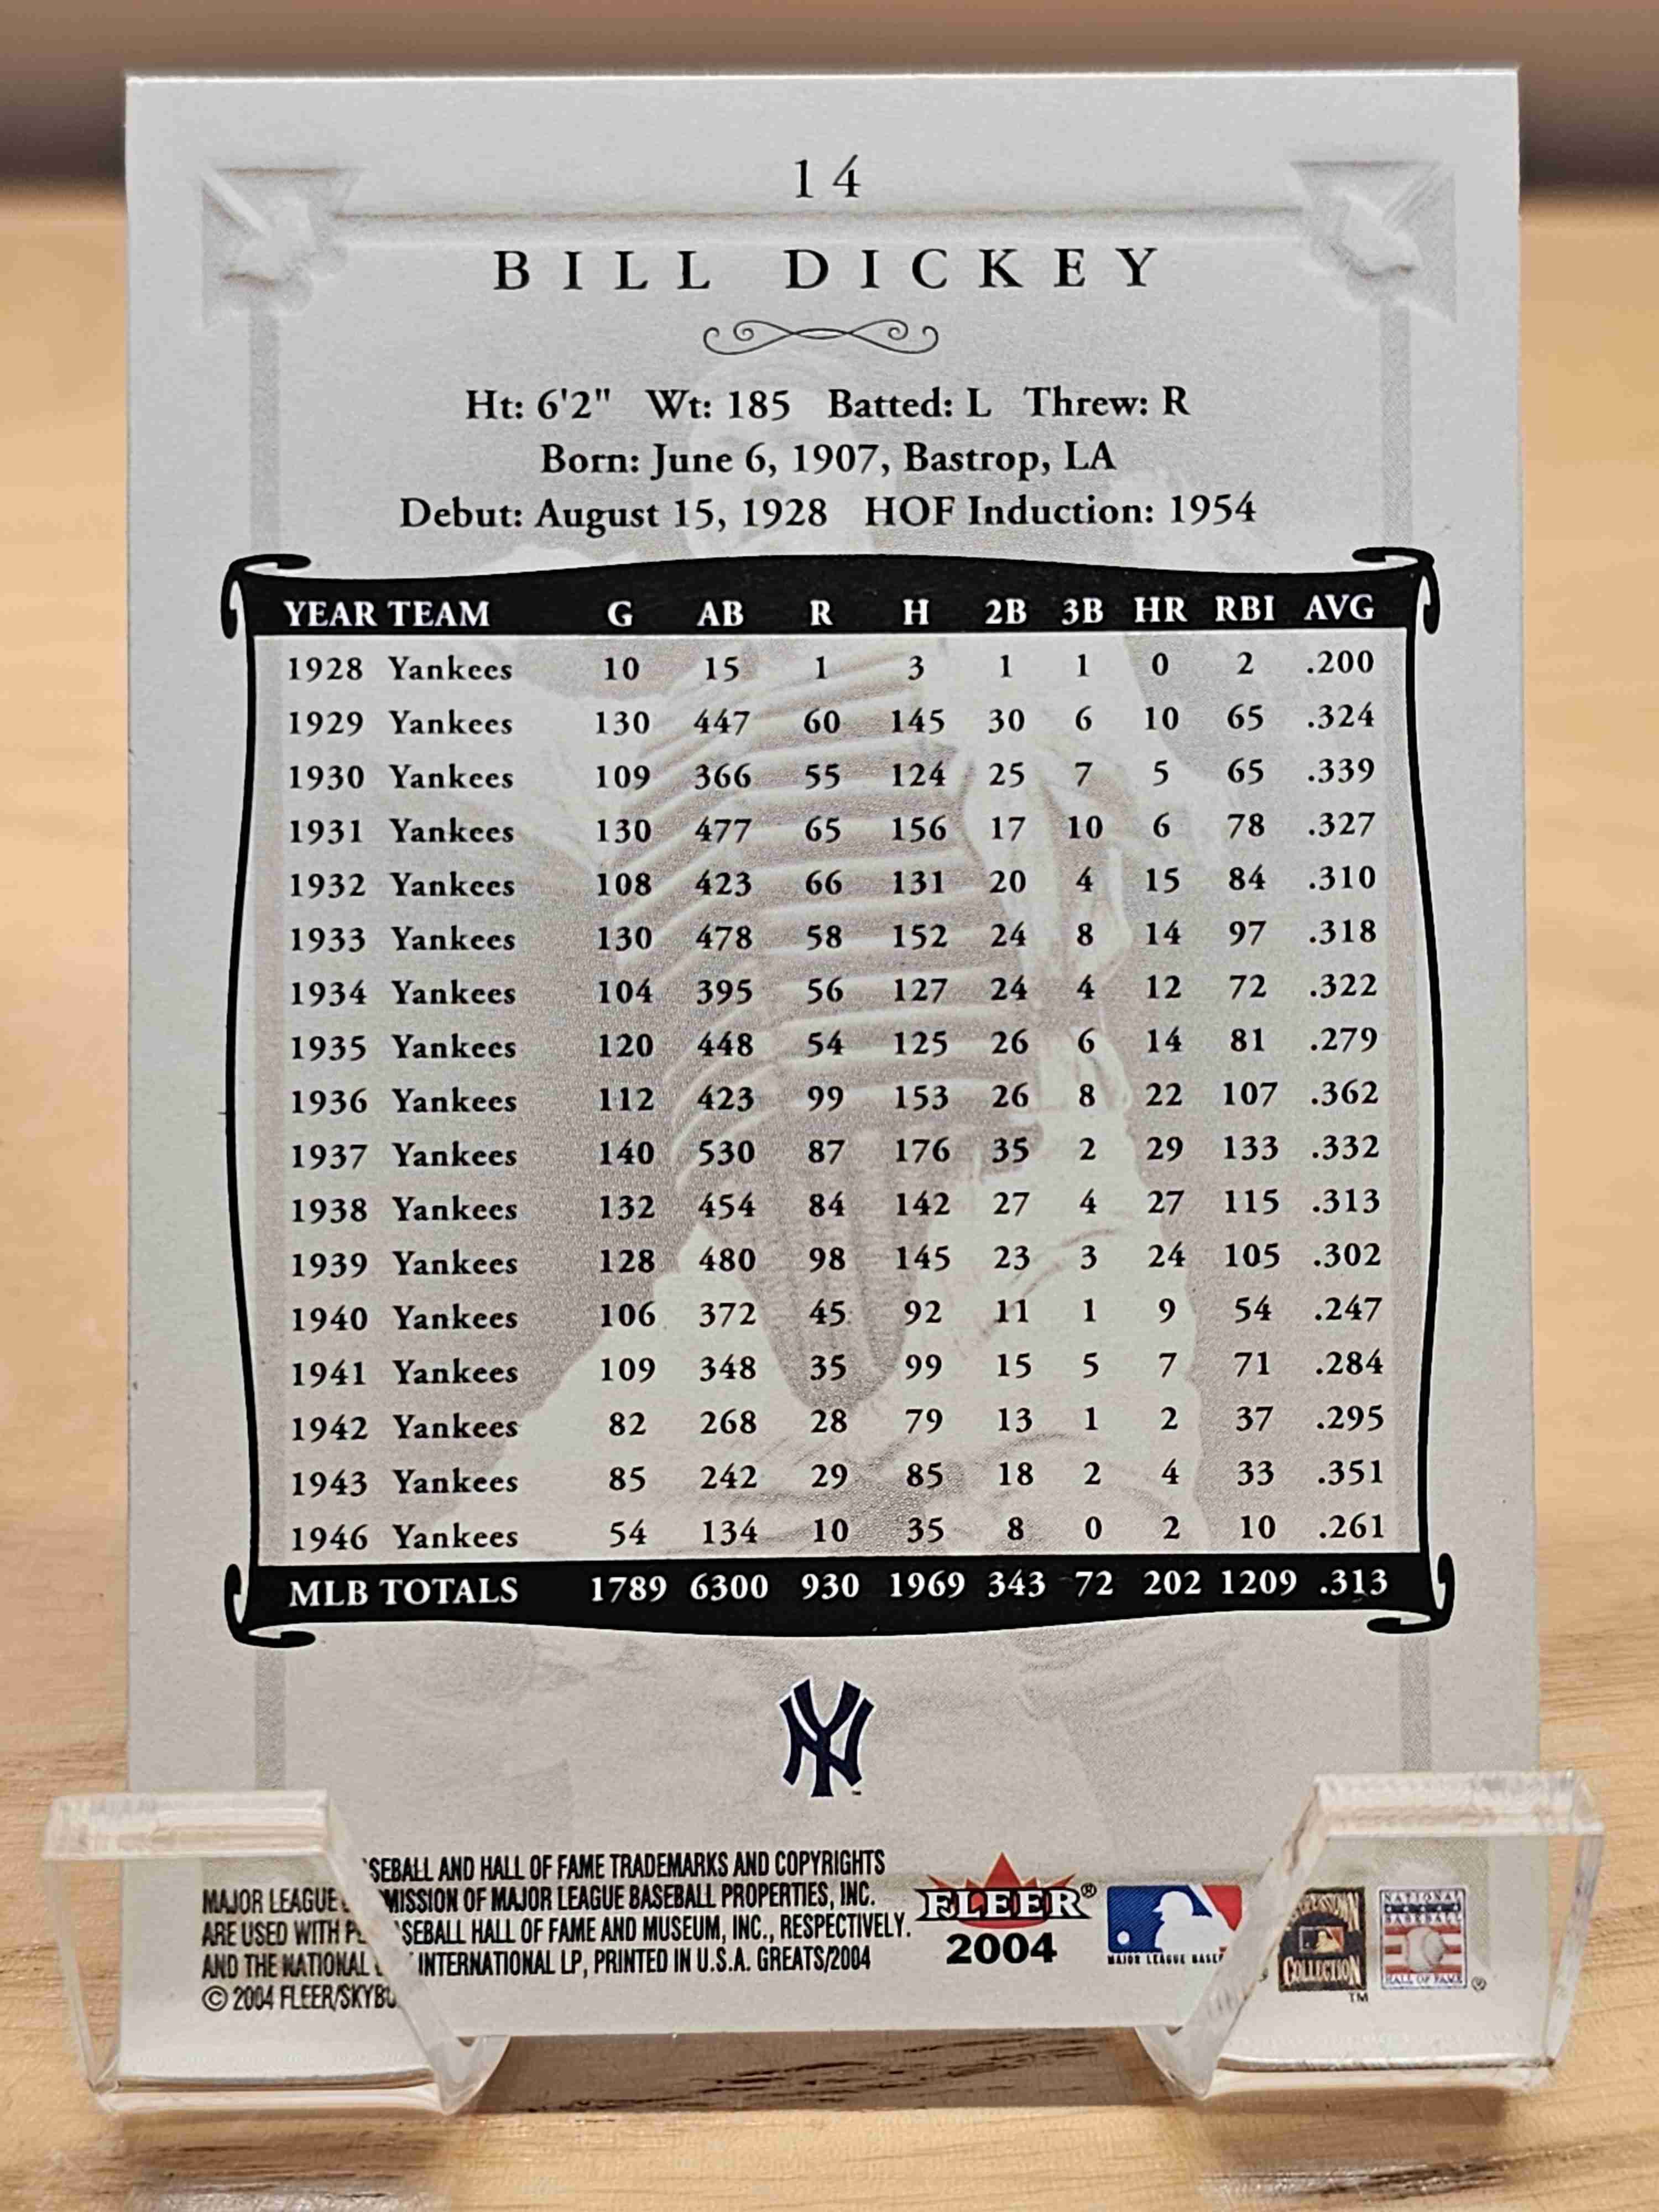 14
BILL DICKEY
Ht: 6'2" Wt: 185 Batted: L Threw: R
Born: June 6, 1907, Bastrop, LA
Debut: August 15, 1928 HOF Induction: 1954
YEAR TEAM G AB R H 2B 3B HR RBI AVG
1928 Yankees 10 15 1 3 1 1 0 2 .200
1929 Yankees 130 447 60 145 30 6 10 65 .324
1930 Yankees 109 366 55 124 25 7 5 65 .339
1931 Yankees 130 477 65 156 17 10 6 78 .327
1932 Yankees 108 423 66 131 20 4 15 84 .310
1933 Yankees 130 478 58 152 24 8 14 97 .318
1934 Yankees 104 395 56 127 24 4 12 72 .322
1935 Yankees 120 448 54 125 26 6 14 81 .279
1936 Yankees 112 423 99 153 26 8 22 107 .362
1937 Yankees 140 530 87 176 35 2 29 133 .332
1938 Yankees 132 454 84 142 27 4 27 115 .313
1939 Yankees 128 480 98 145 23 3 24 105 .302
1940 Yankees 106 372 45 92 11 1 9 54 .247
1941 Yankees 109 348 35 99 15 5 7 71 .284
1942 Yankees 82 268 28 79 13 1 2 37 .295
1943 Yankees 85 242 29 85 18 2 4 33 .351
1946 Yankees 54 134 10 35 8 0 2 10 .261
MLB TOTALS 1789 6300 930 1969 343 72 202 1209 .313
NY
MAJOR LEAGUE SEBALL AND HALL OF FAME TRADEMARKS AND COPYRIGHTS
ARE USED WITH MISSION OF MAJOR LEAGUE BASEBALL PROPERTIES, INC.
AND THE NATIONAL SEBALL HALL OF FAME AND MUSEUM, INC., RESPECTIVELY.
© 2004 FLEER/SKYBO INTERNATIONAL LP, PRINTED IN U.S.A. GREATS/2004
FLEER®
2004
MAJOR LEAGUE BASE
COLLECTION
TM
NATIONAL
BASEBALL
HALL OF FAME
®